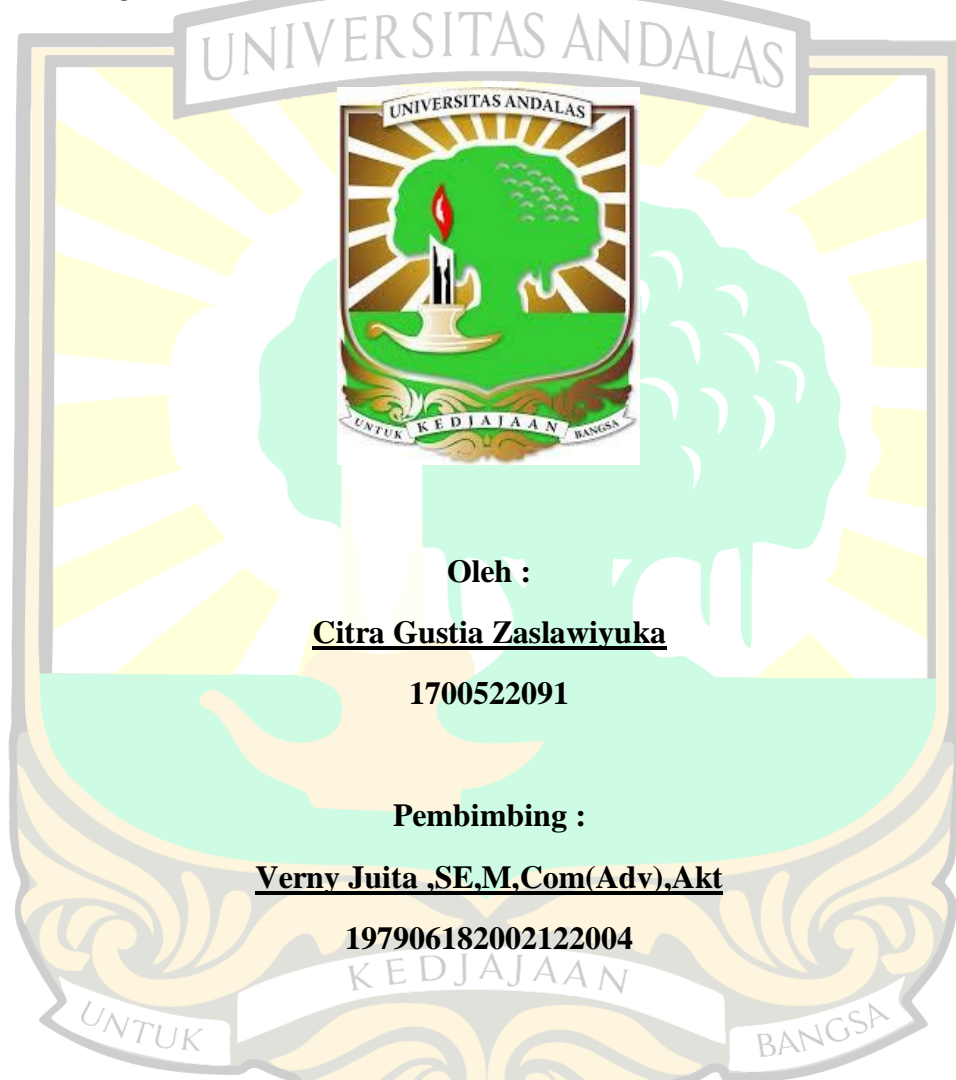 UNIVERSITAS ANDALAS
UNIVERSITAS ANDALAS
UNTUK KEDJAJAAN BANGSA
Oleh :
Citra Gustia Zaslawiyuka
1700522091
Pembimbing :
Verny Juita ,SE,M,Com(Adv),Akt
197906182002122004
UNTUK KEDJAJAAN BANGSA